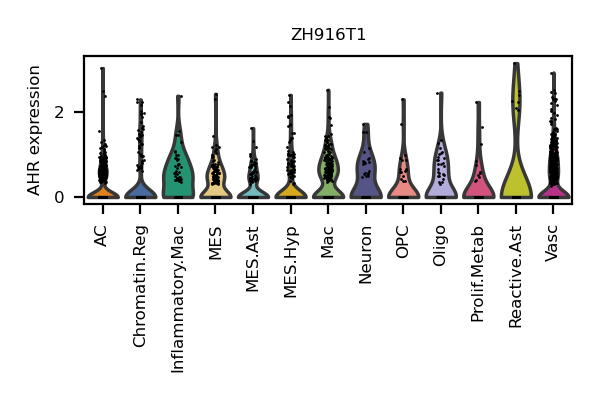 ZH916T1
AHR expression
2
0
AC
Chromatin.Reg
Inflammatory.Mac
MES
MES.Ast
MES.Hyp
Mac
Neuron
OPC
Oligo
Prolif.Metab
Reactive.Ast
Vasc